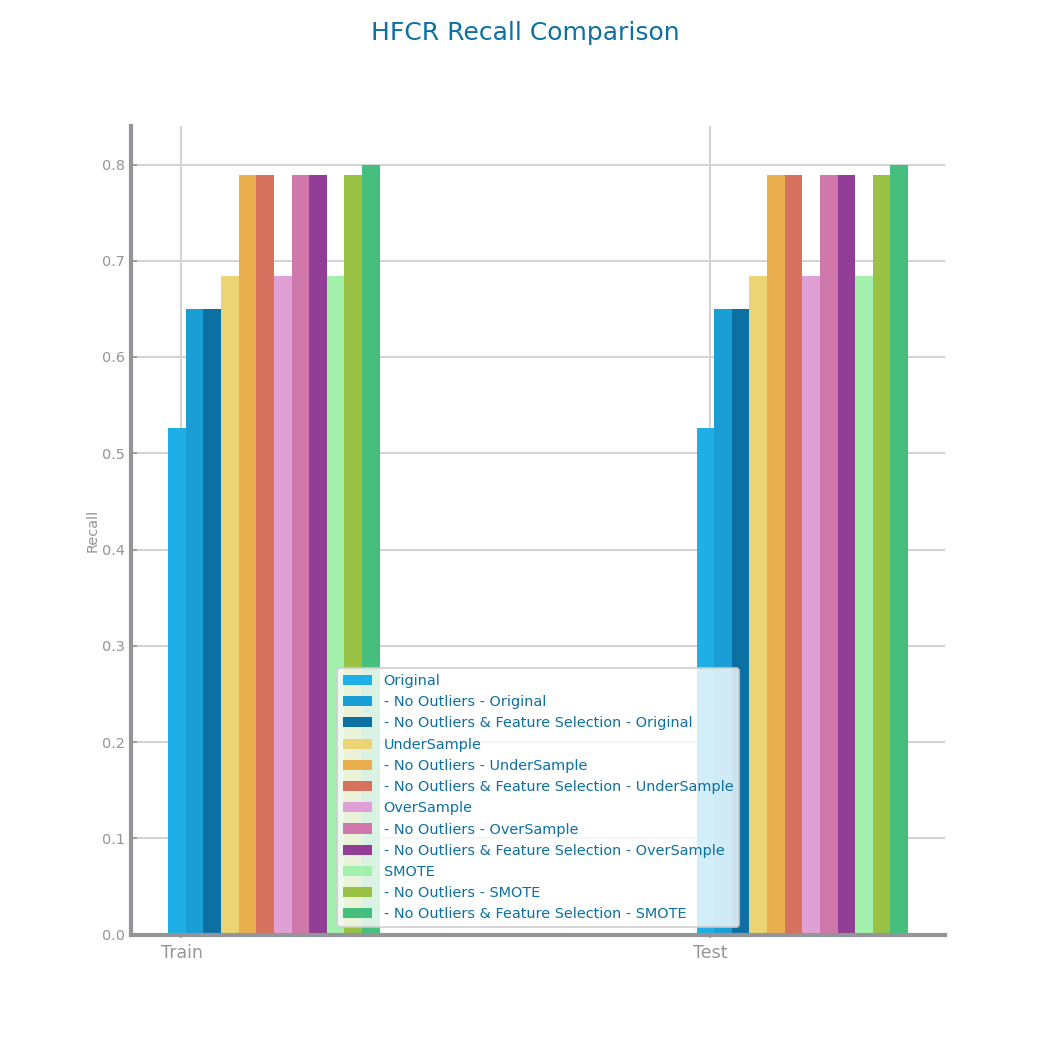 HFCR Recall Comparison
0.8
0.7
0.6
0.5
0.4
0.3
0.2
0.1
0.0
Recall
Original
- No Outliers - Original
- No Outliers & Feature Selection - Original
UnderSample
- No Outliers - UnderSample
- No Outliers & Feature Selection - UnderSample
OverSample
- No Outliers - OverSample
- No Outliers & Feature Selection - OverSample
SMOTE
- No Outliers - SMOTE
- No Outliers & Feature Selection - SMOTE
Train
Test